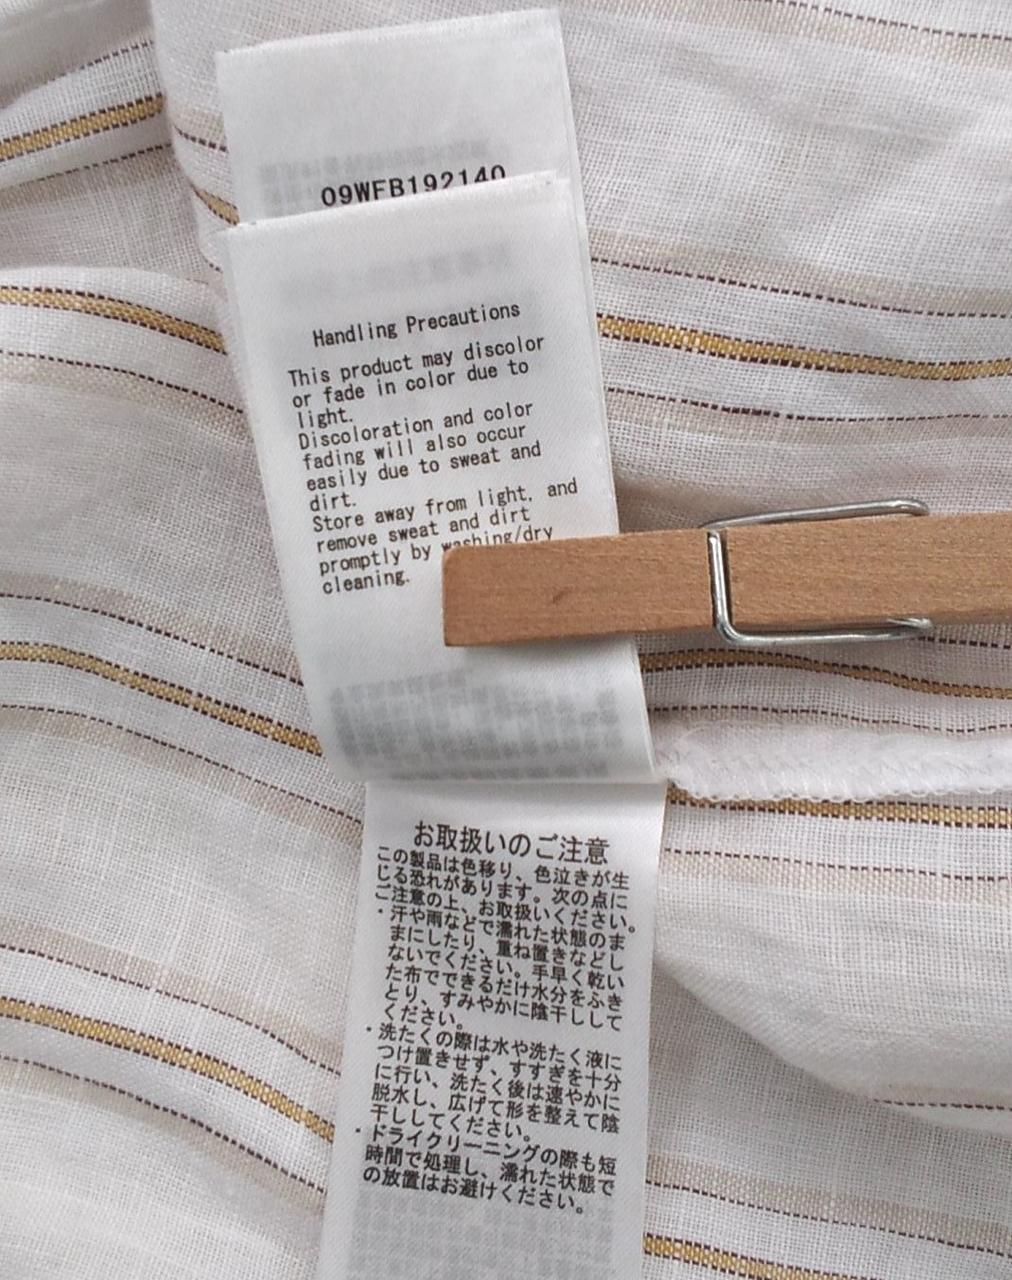 09WFB192140
Handling Precautions
This product may discolor
or fade in color due to
light.
Discoloration and color
fading will also occur
easily due to sweat and
dirt.
Store away from light, and
remove sweat and dirt
promptly by washing/dry
cleaning.
お取扱いのご注意
この製品は色移り、色泣きが生
じる恐れがあります。次の点に
ご注意の上、お取扱いください。
・汗や雨などで濡れた状態のま
まにしたり、重ね置きなどし
ないでください。手早く乾い
た布でできるだけ水分をふき
とり、すみやかに陰干しして
ください。
・洗たくの際は水や洗たく液に
つけ置きせず、すすぎを十分
に行い、洗たく後は速やかに
脱水し、広げて形を整えて陰
干ししてください。
・ドライクリーニングの際も短
時間で処理し、濡れた状態で
の放置はお避けください。